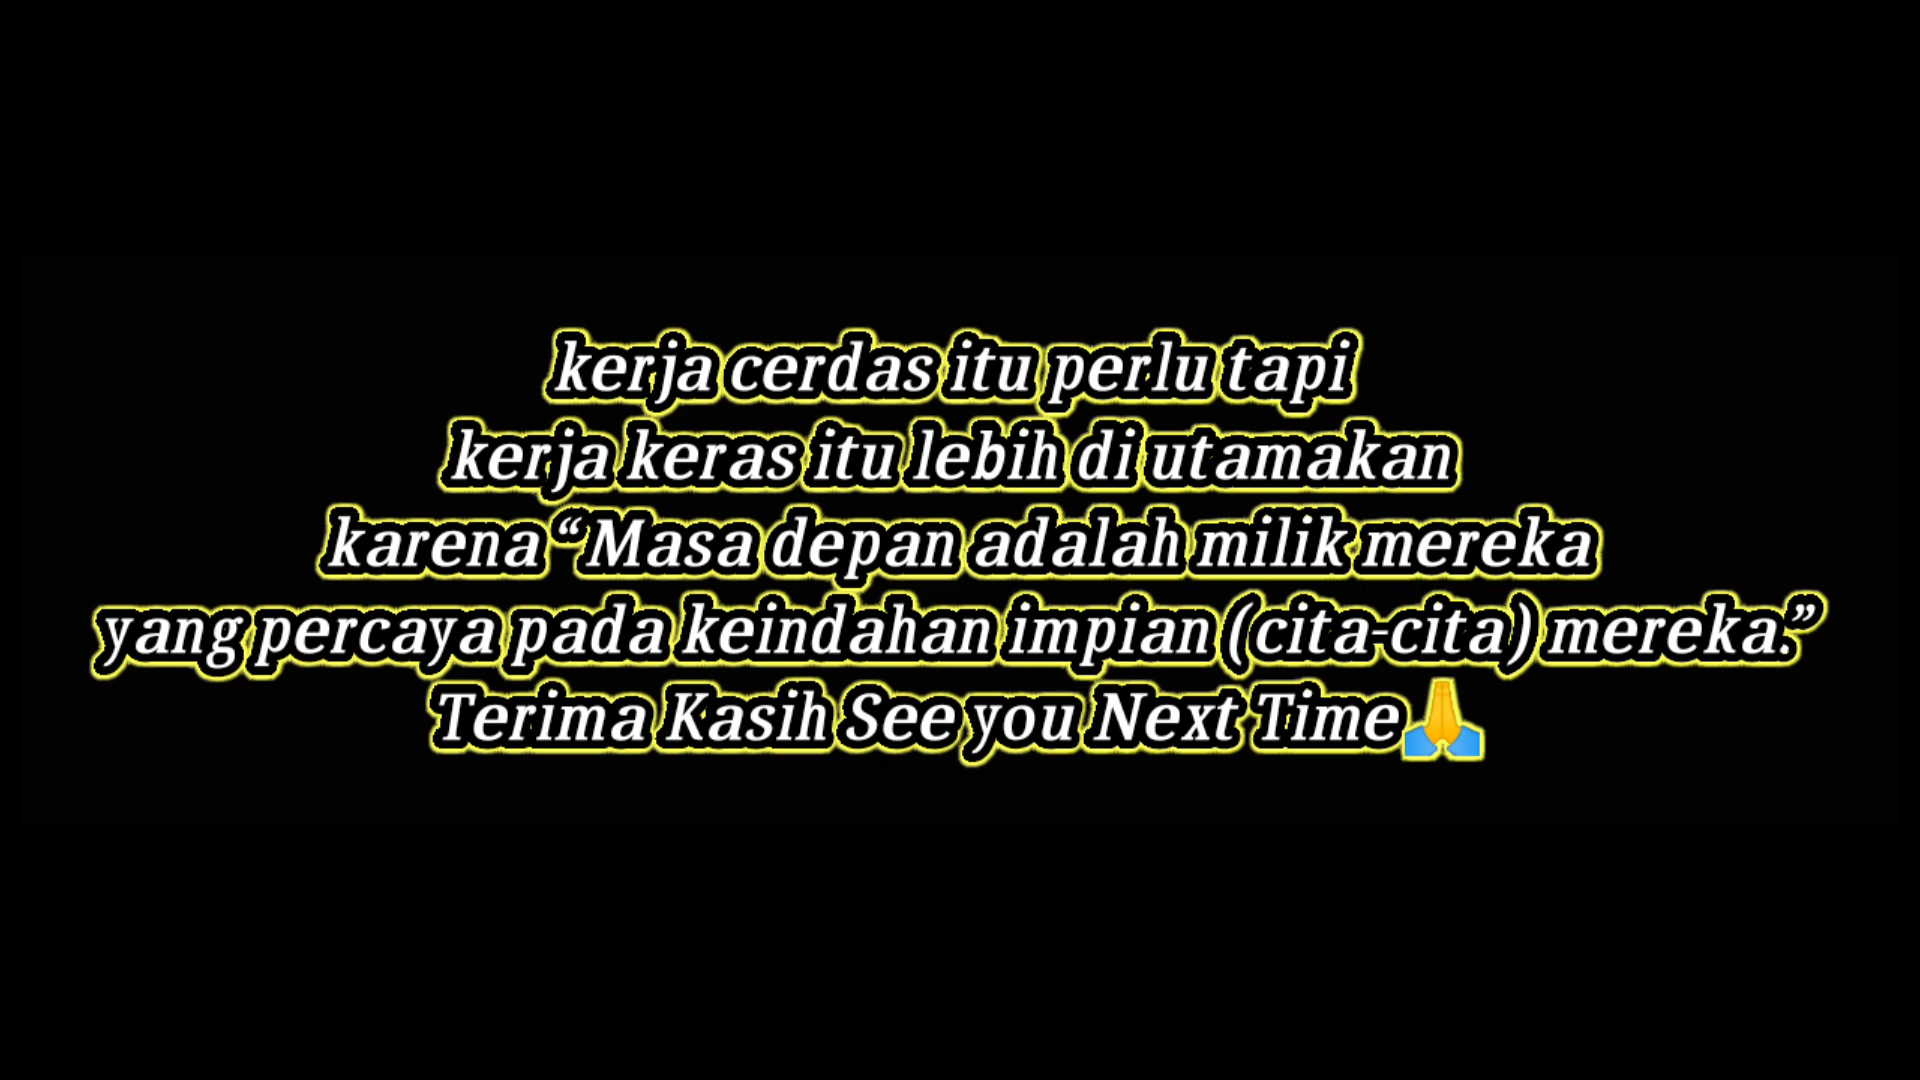 kerja cerdas itu perlu tapi
kerja keras itu lebih di utamakan
karena “Masa depan adalah milik mereka
yang percaya pada keindahan impian (cita-cita) mereka.”
Terima Kasih See you Next Time🙏